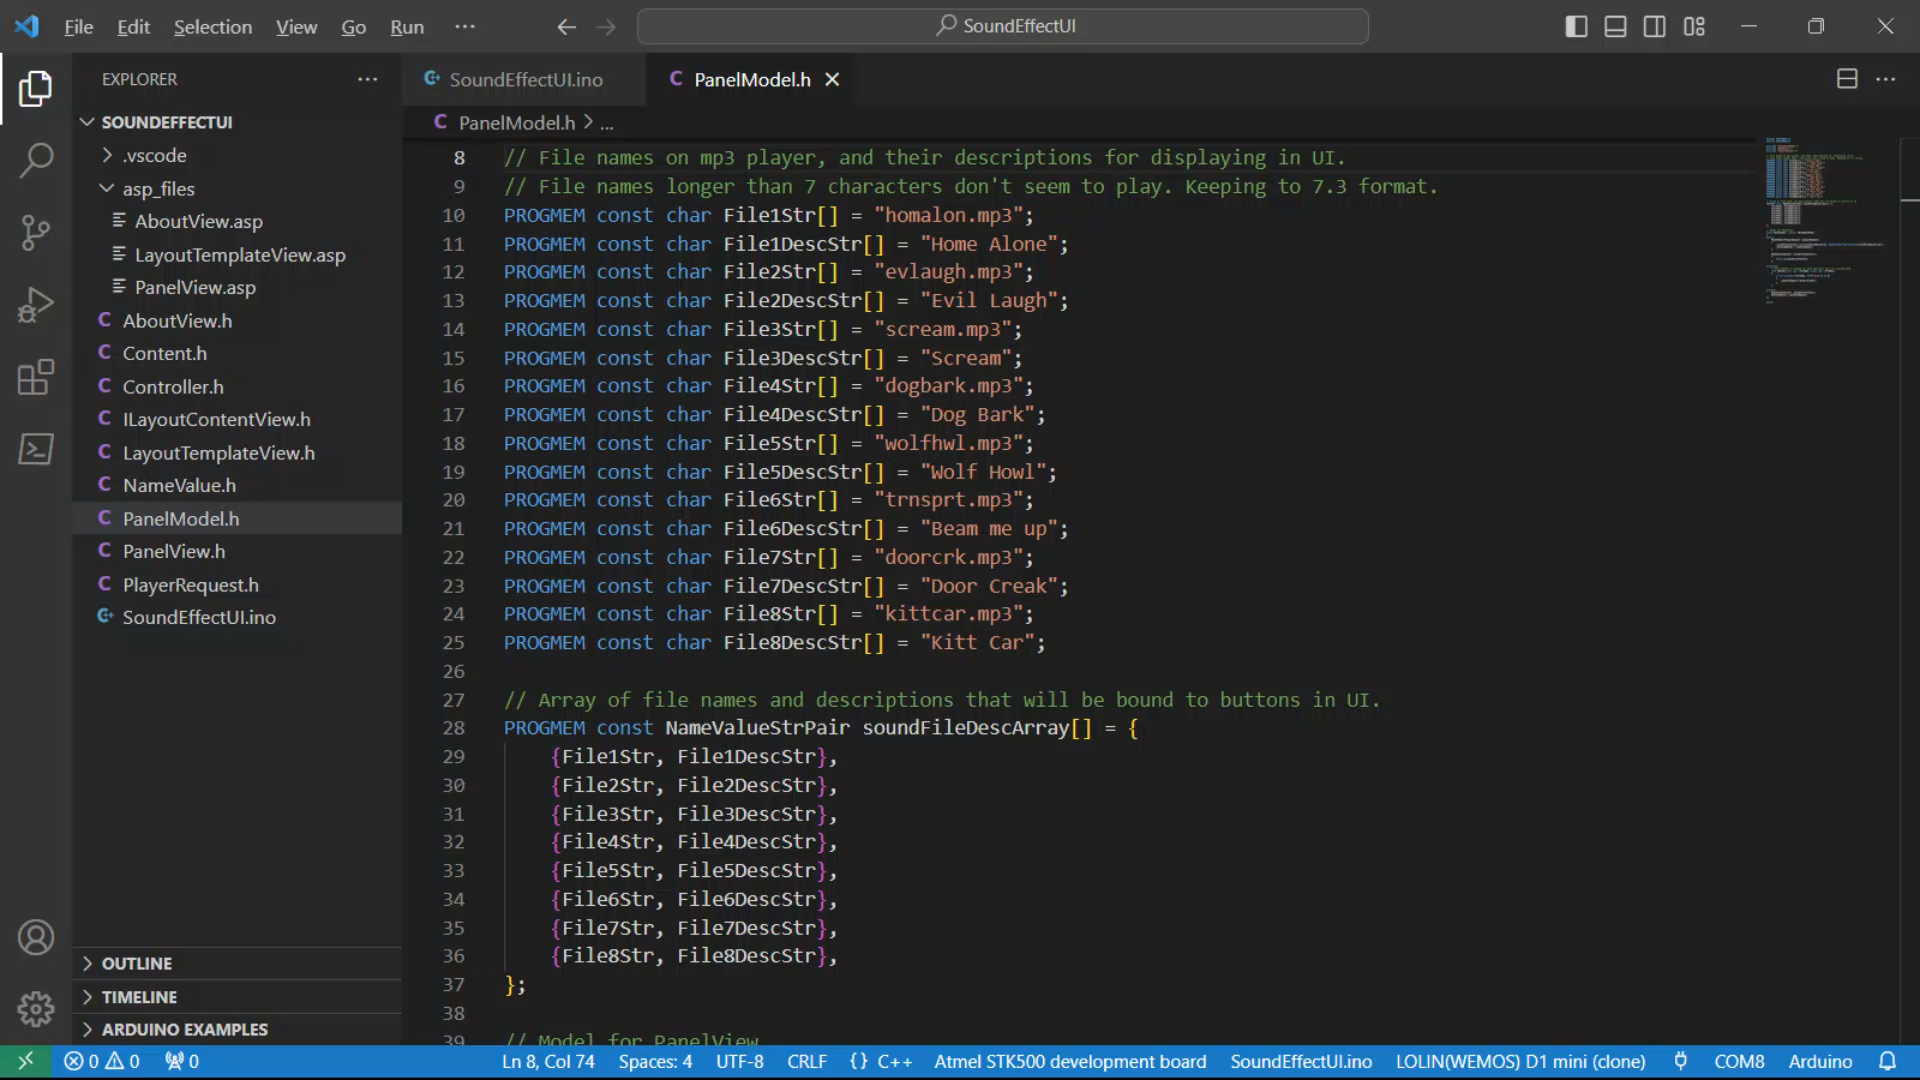 File Edit Selection View Go Run ··· SoundEffectUI
EXPLORER ···
SoundEffectUI.ino PanelModel.h
PanelModel.h > ...
SOUNDEFFECTUI
.vscode
asp_files
AboutView.asp
LayoutTemplateView.asp
PanelView.asp
AboutView.h
Content.h
Controller.h
ILayoutContentView.h
LayoutTemplateView.h
NameValue.h
PanelModel.h
PanelView.h
PlayerRequest.h
SoundEffectUI.ino
OUTLINE
TIMELINE
ARDUINO EXAMPLES
8 // File names on mp3 player, and their descriptions for displaying in UI.
9 // File names longer than 7 characters don't seem to play. Keeping to 7.3 format.
10 PROGMEM const char File1Str[] = "homalon.mp3";
11 PROGMEM const char File1DescStr[] = "Home Alone";
12 PROGMEM const char File2Str[] = "evlaugh.mp3";
13 PROGMEM const char File2DescStr[] = "Evil Laugh";
14 PROGMEM const char File3Str[] = "scream.mp3";
15 PROGMEM const char File3DescStr[] = "Scream";
16 PROGMEM const char File4Str[] = "dogbark.mp3";
17 PROGMEM const char File4DescStr[] = "Dog Bark";
18 PROGMEM const char File5Str[] = "wolfhwl.mp3";
19 PROGMEM const char File5DescStr[] = "Wolf Howl";
20 PROGMEM const char File6Str[] = "trnsprt.mp3";
21 PROGMEM const char File6DescStr[] = "Beam me up";
22 PROGMEM const char File7Str[] = "doorcrk.mp3";
23 PROGMEM const char File7DescStr[] = "Door Creak";
24 PROGMEM const char File8Str[] = "kittcar.mp3";
25 PROGMEM const char File8DescStr[] = "Kitt Car";
26
27 // Array of file names and descriptions that will be bound to buttons in UI.
28 PROGMEM const NameValueStrPair soundFileDescArray[] = {
29 {File1Str, File1DescStr},
30 {File2Str, File2DescStr},
31 {File3Str, File3DescStr},
32 {File4Str, File4DescStr},
33 {File5Str, File5DescStr},
34 {File6Str, File6DescStr},
35 {File7Str, File7DescStr},
36 {File8Str, File8DescStr},
37 };
38
39 // Model for PanelView
0 0 0 Ln 8, Col 74 Spaces: 4 UTF-8 CRLF {} C++ Atmel STK500 development board SoundEffectUI.ino LOLIN(WEMOS) D1 mini (clone) COM8 Arduino